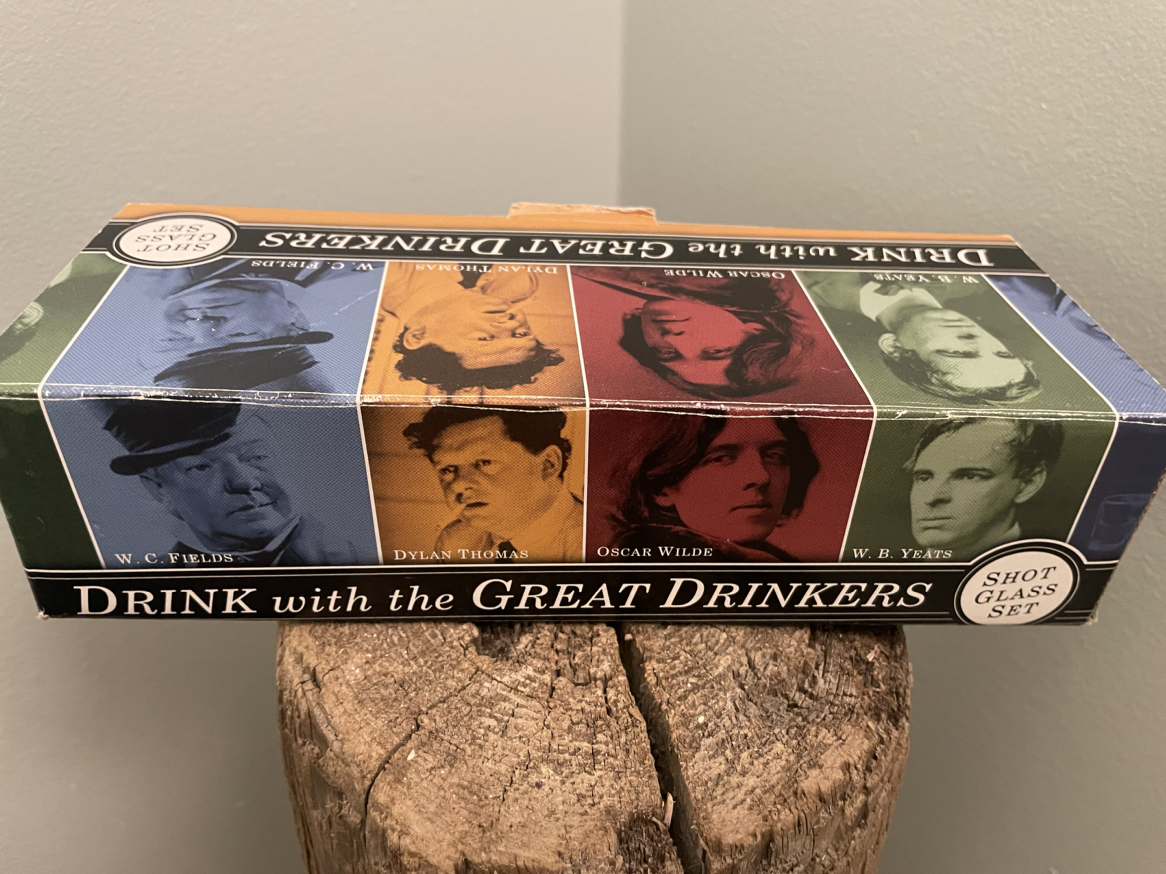 SHOT
GLASS
SET
DRINK with the GREAT DRINKERS
W. C. FIELDS
DYLAN THOMAS
OSCAR WILDE
W. B. YEATS
W. C. FIELDS
DYLAN THOMAS
OSCAR WILDE
W. B. YEATS
DRINK with the GREAT DRINKERS
SHOT
GLASS
SET